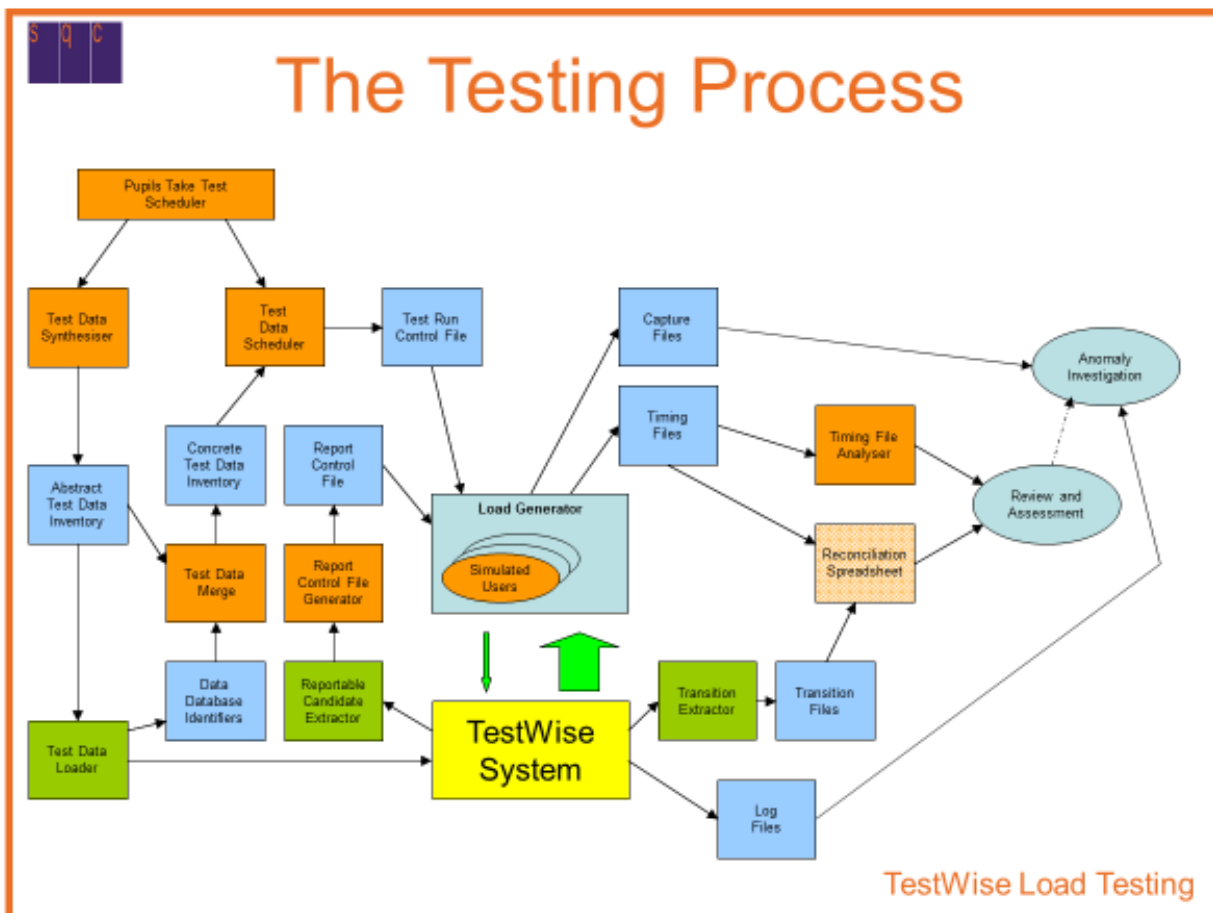 s q c
The Testing Process
Pupils Take Test
Scheduler
Test Data
Synthesiser
Test
Data
Scheduler
Test Run
Control File
Capture
Files
Anomaly
Investigation
Timing
Files
Timing File
Analyser
Concrete
Test Data
Inventory
Report
Control
File
Abstract
Test Data
Inventory
Load Generator
Simulated
Users
Review and
Assessment
Reconciliation
Spreadsheet
Test Data
Merge
Report
Control File
Generator
Data
Database
Identifiers
Reportable
Candidate
Extractor
Transition
Extractor
Transition
Files
Test Data
Loader
TestWise
System
Log
Files
TestWise Load Testing